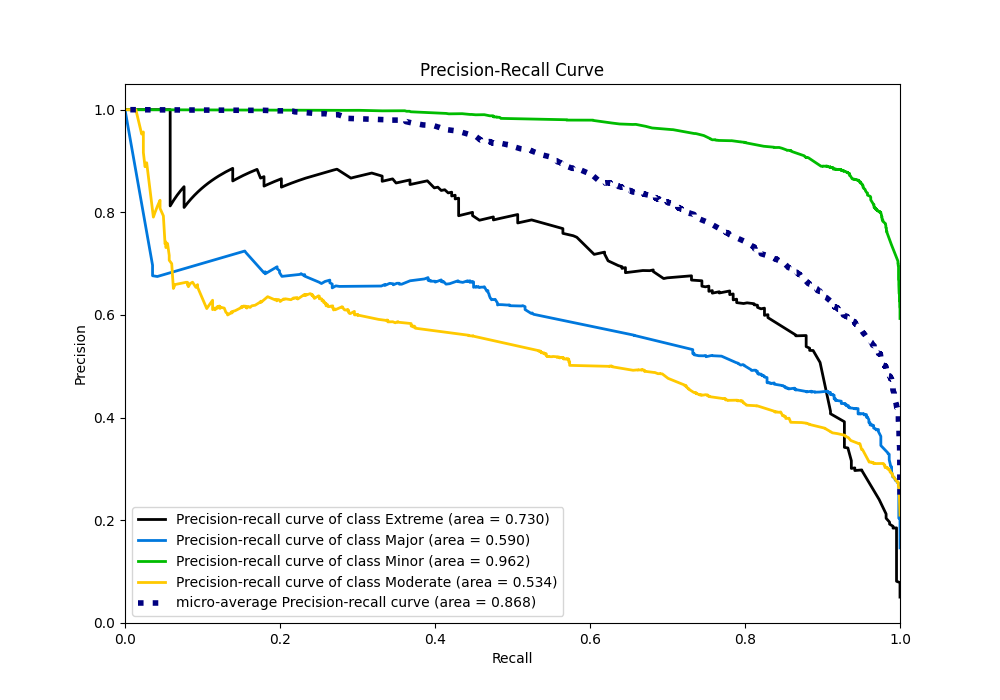 Precision-Recall Curve
1.0
0.8
0.6
0.4
0.2
0.0
Precision
Precision-recall curve of class Extreme (area = 0.730)
Precision-recall curve of class Major (area = 0.590)
Precision-recall curve of class Minor (area = 0.962)
Precision-recall curve of class Moderate (area = 0.534)
micro-average Precision-recall curve (area = 0.868)
0.0 0.2 0.4 0.6 0.8 1.0
Recall